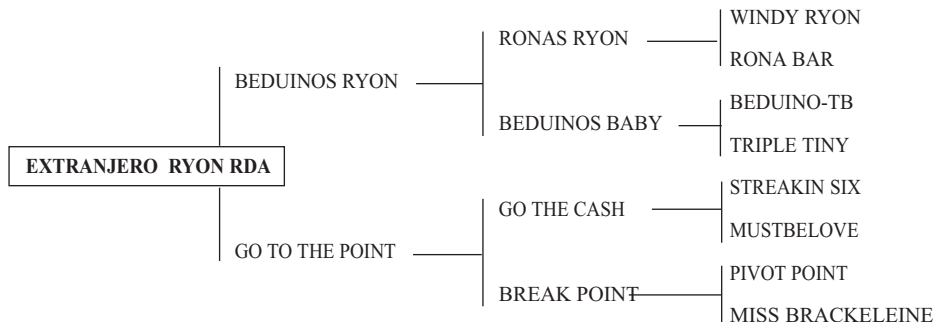 WINDY RYON
RONAS RYON
RONA BAR
BEDUINOS RYON
BEDUINO-TB
BEDUINOS BABY
TRIPLE TINY
EXTRANJERO RYON RDA
STREAKIN SIX
GO THE CASH
MUSTBELOVE
GO TO THE POINT
PIVOT POINT
BREAK POINT
MISS BRACKELEINE